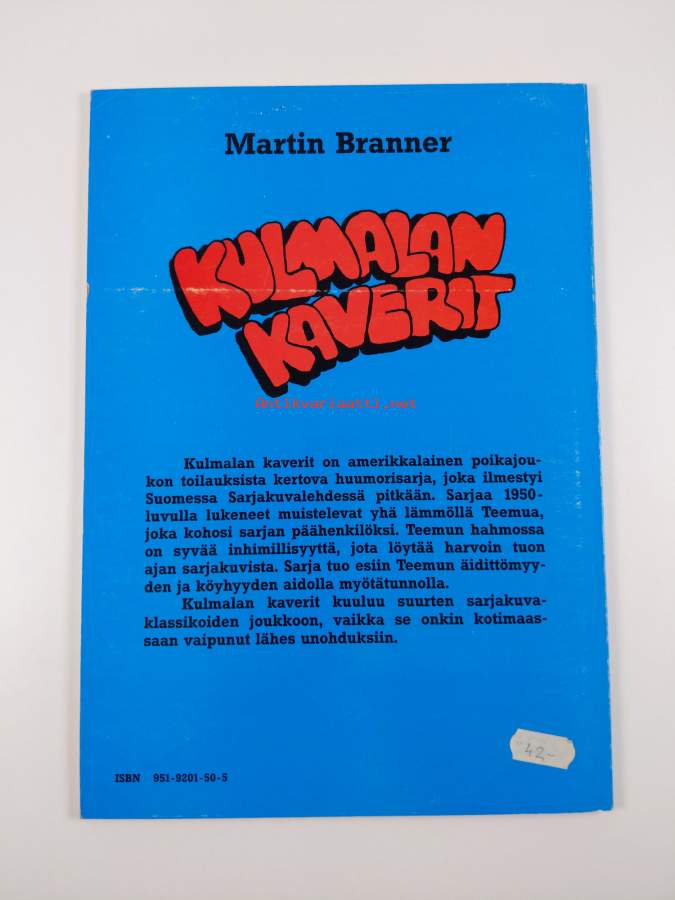 Martin Branner
KULMALAN
KAVERIT
Antikvariaatti.net
Kulmalan kaverit on amerikkalainen poikajou-
kon toilauksista kertova huumorisarja, joka ilmestyi
Suomessa Sarjakuvalehdessä pitkään. Sarjaa 1950-
luvulla lukeneet muistelevat yhä lämmöllä Teemua,
joka kohosi sarjan päähenkilöksi. Teemun hahmossa
on syvää inhimillisyyttä, jota löytää harvoin tuon
ajan sarjakuvista. Sarja tuo esiin Teemun äidittömyy-
den ja köyhyyden aidolla myötätunnolla.
Kulmalan kaverit kuuluu suurten sarjakuva-
klassikoiden joukkoon, vaikka se onkin kotimaas-
saan vaipunut lähes unohduksiin.
42-
ISBN 951-9201-50-5